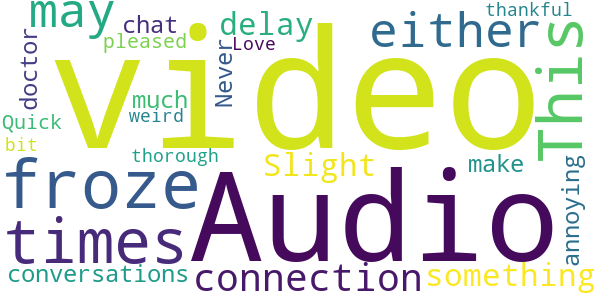 may
chat
delay
either
thankful
pleased
Love
doctor
Never
video
This
much
weird
Quick
bit
thorough
Slight
make
annoying
froze
times
Audio
conversations
connection
something